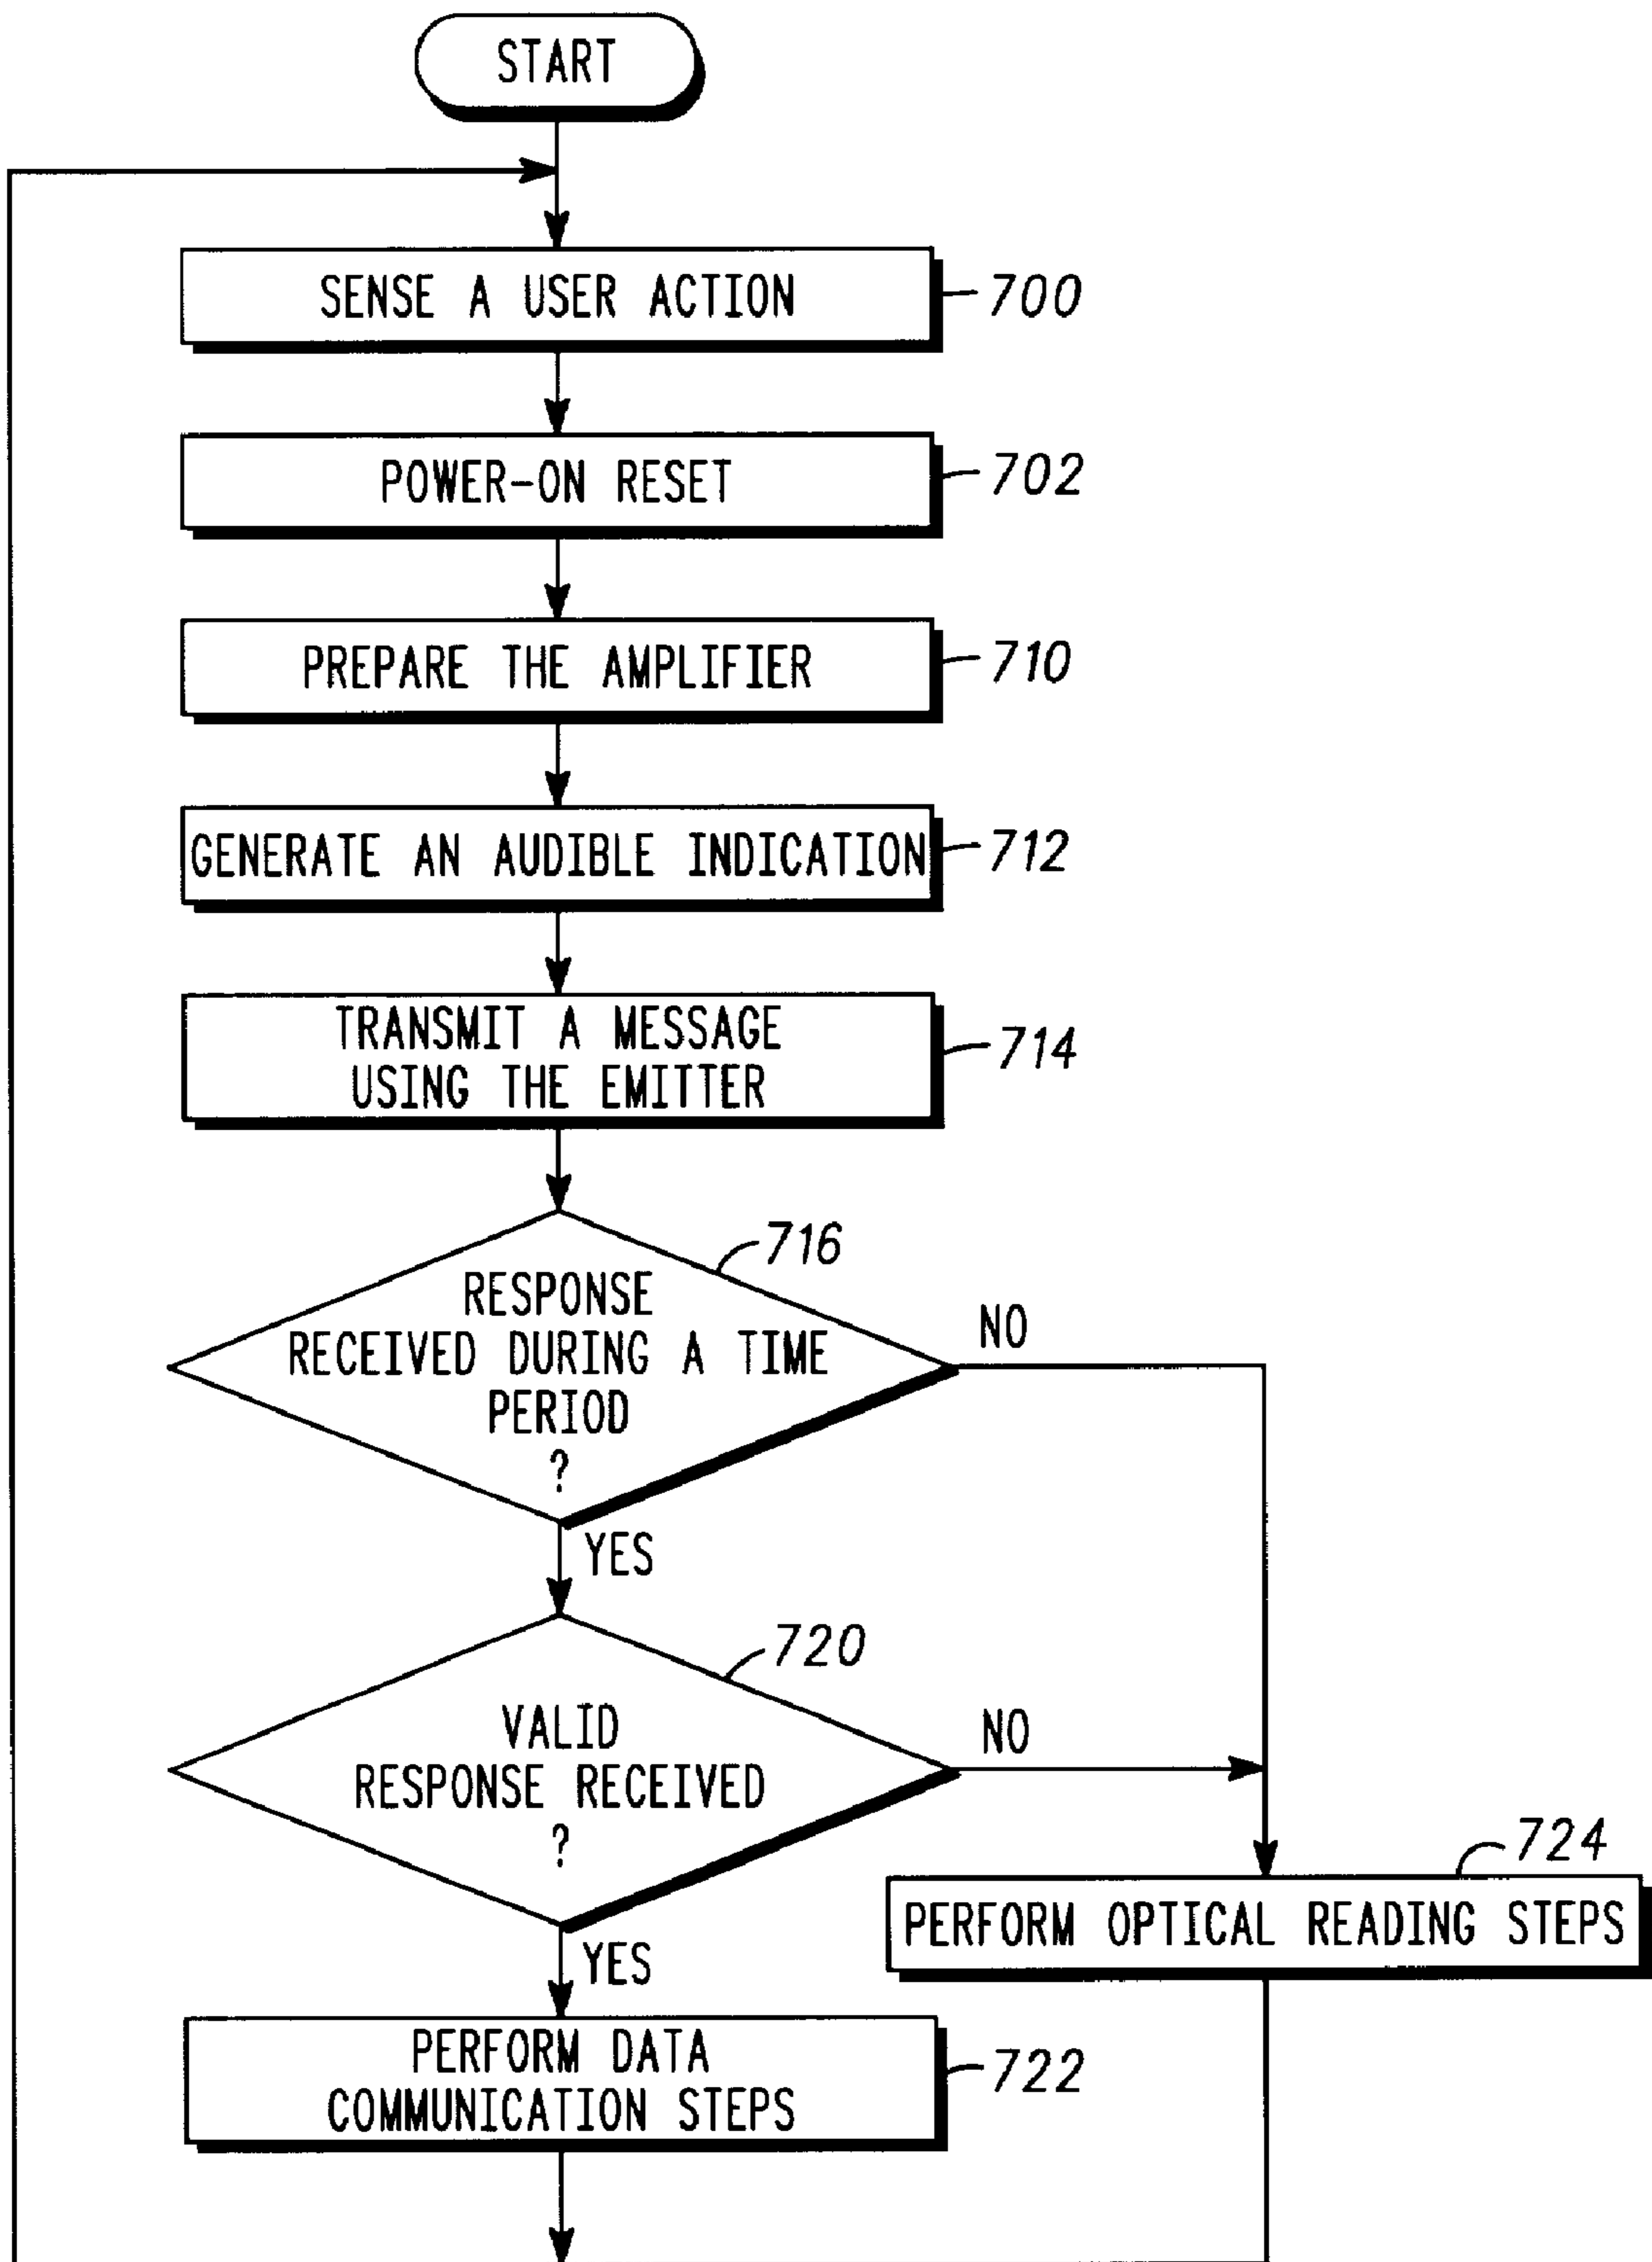 START
SENSE A USER ACTION
700
POWER-ON RESET
702
PREPARE THE AMPLIFIER
710
GENERATE AN AUDIBLE INDICATION
712
TRANSMIT A MESSAGE
USING THE EMITTER
714
716
RESPONSE
RECEIVED DURING A TIME
PERIOD
?
NO
YES
720
VALID
RESPONSE RECEIVED
?
NO
YES
724
PERFORM OPTICAL READING STEPS
PERFORM DATA
COMMUNICATION STEPS
722